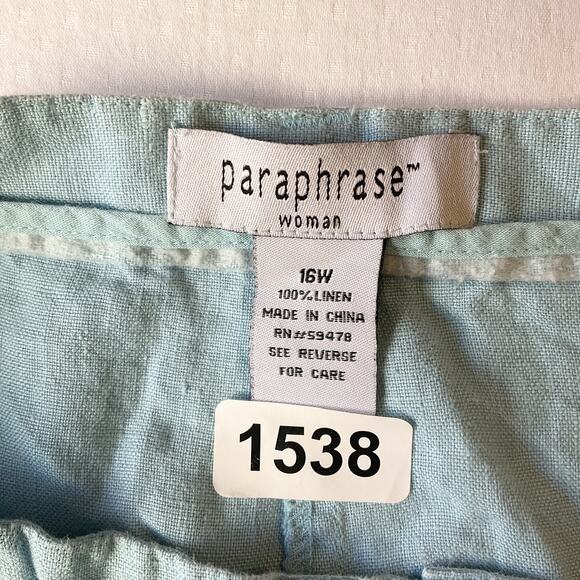 paraphrase™
woman
16W
100% LINEN
MADE IN CHINA
RN#59478
SEE REVERSE
FOR CARE
1538